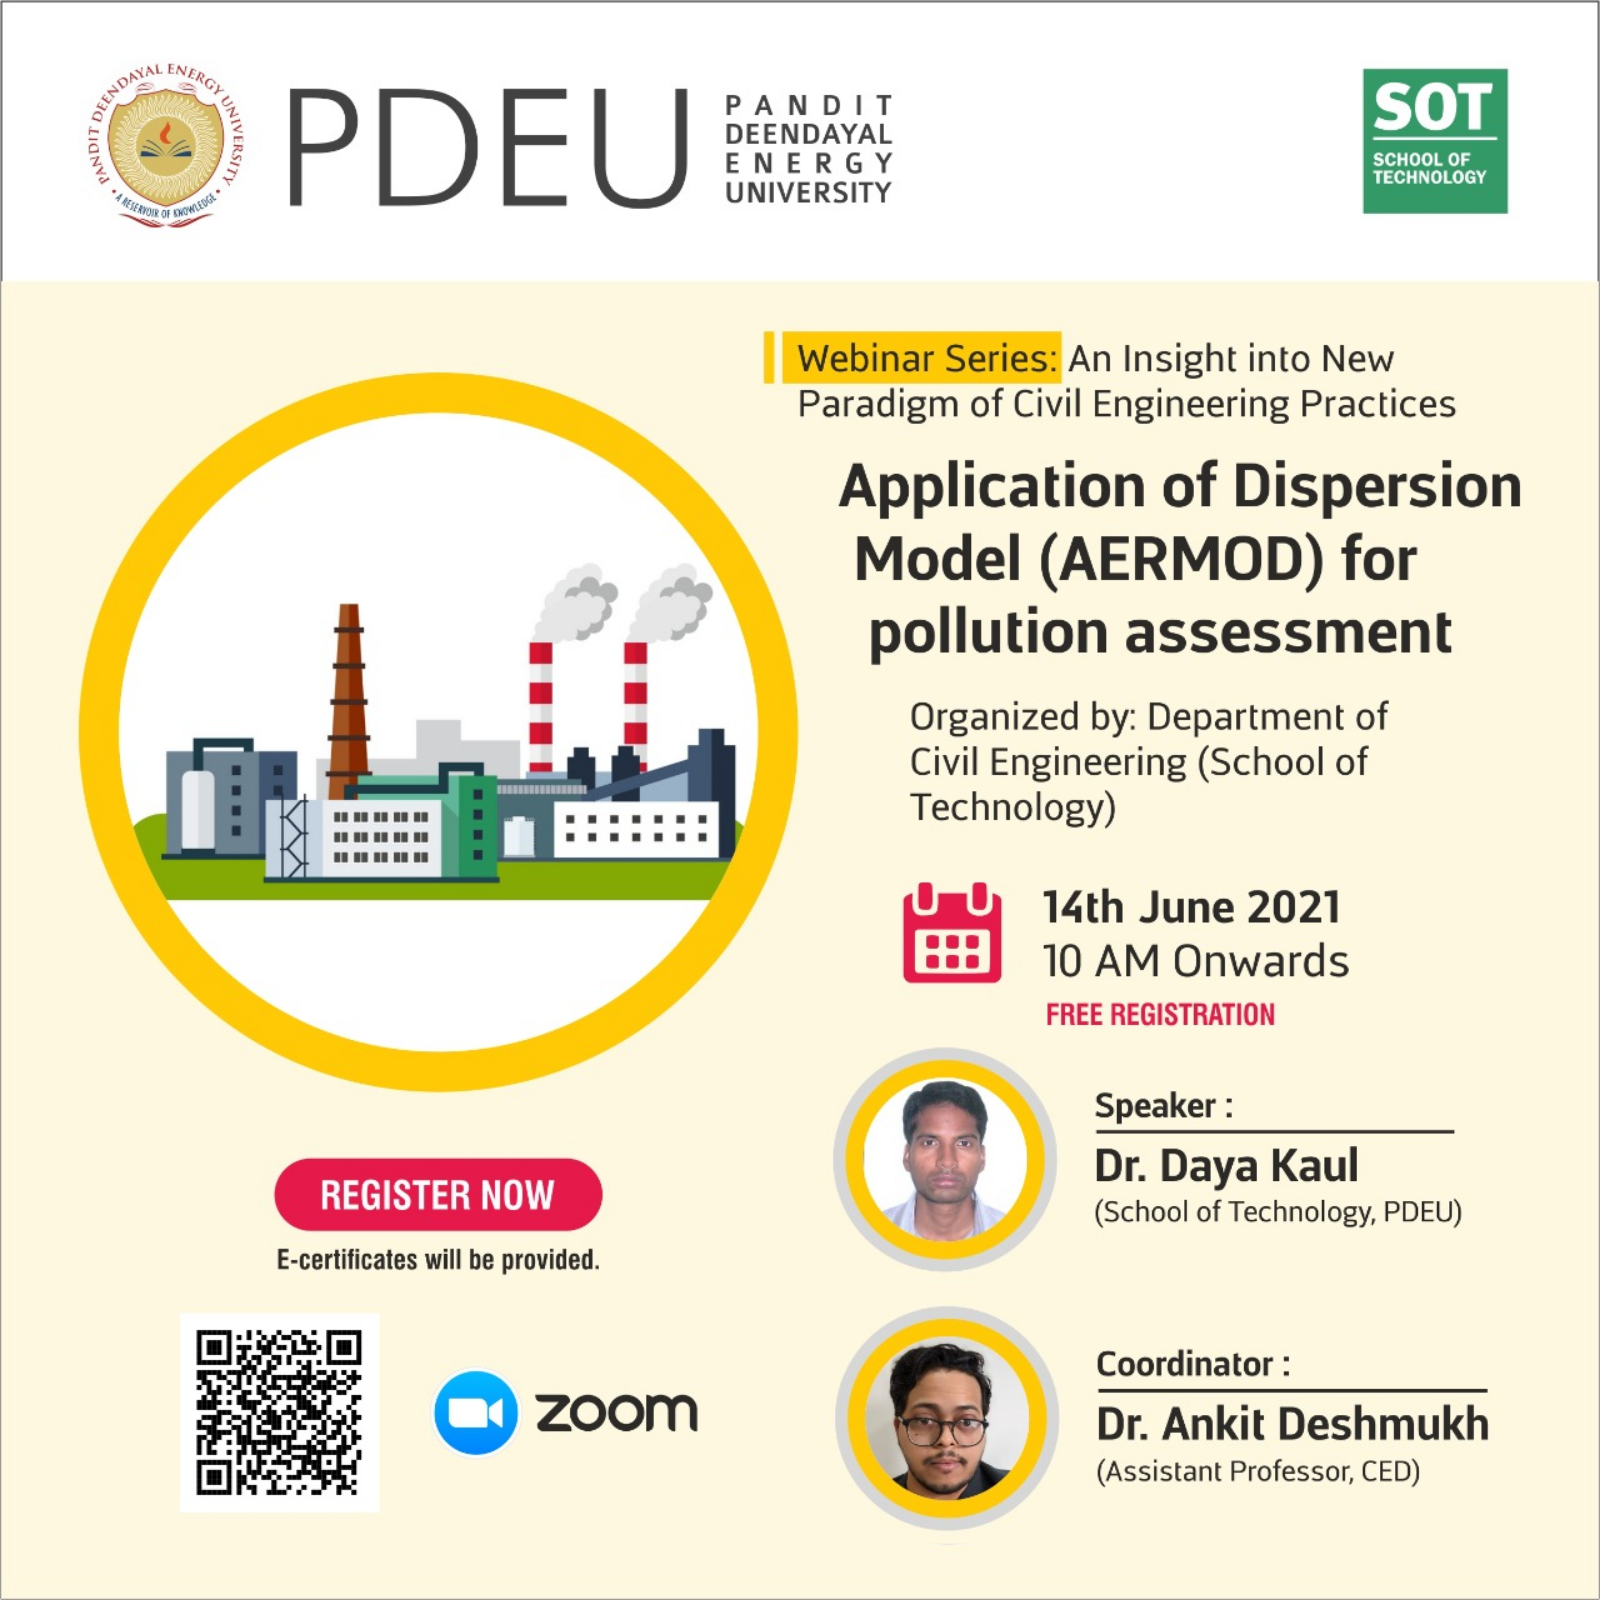 PANDIT DEENDAYAL ENERGY UNIVERSITY
• A RESERVOIR OF KNOWLEDGE •
PDEU
PANDIT
DEENDAYAL
ENERGY
UNIVERSITY
SOT
SCHOOL OF
TECHNOLOGY
Webinar Series: An Insight into New
Paradigm of Civil Engineering Practices
Application of Dispersion
Model (AERMOD) for
pollution assessment
Organized by: Department of
Civil Engineering (School of
Technology)
14th June 2021
10 AM Onwards
FREE REGISTRATION
Speaker :
Dr. Daya Kaul
(School of Technology, PDEU)
REGISTER NOW
E-certificates will be provided.
zoom
Coordinator :
Dr. Ankit Deshmukh
(Assistant Professor, CED)